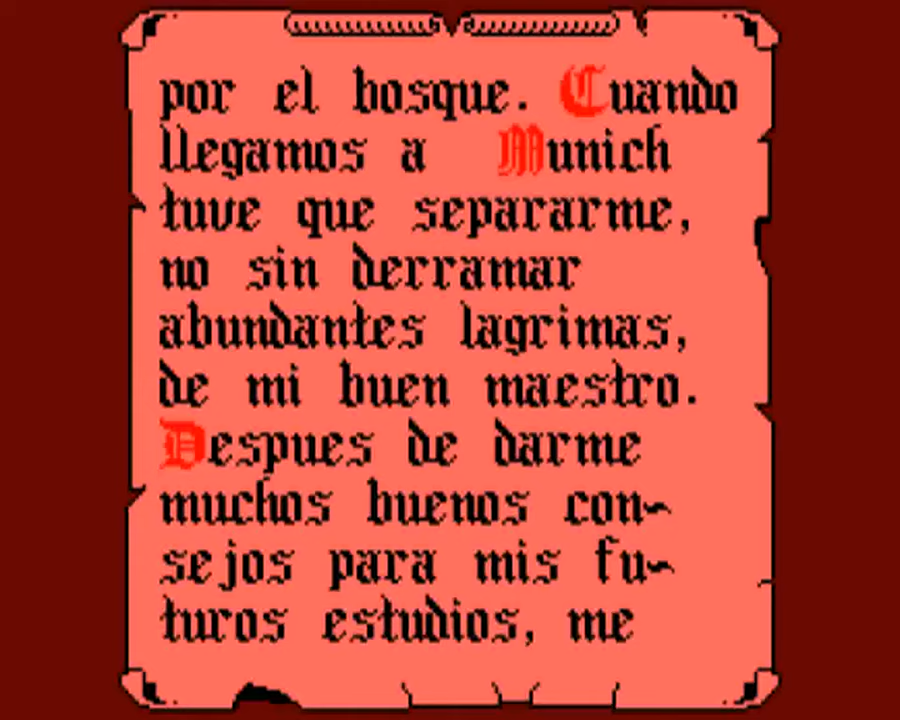 por el bosque. Cuando
llegamos a Munich
tuve que separarme,
no sin derramar
abundantes lagrimas,
de mi buen maestro.
Despues de darme
muchos buenos con~
sejos para mis fu~
turos estudios, me